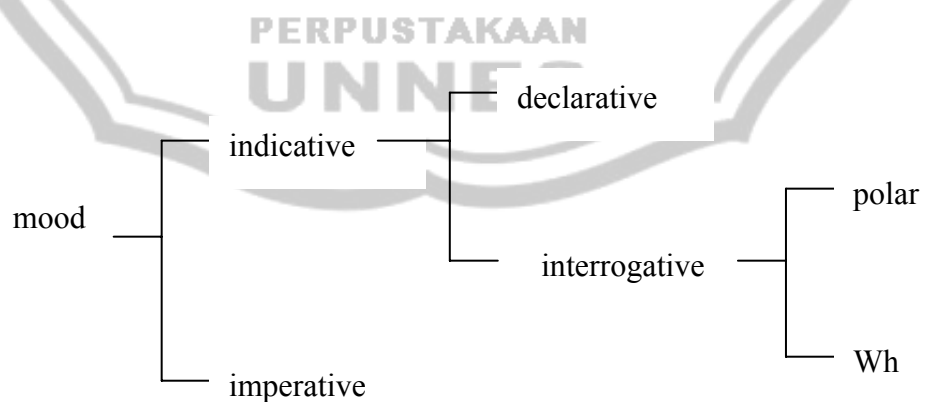 PERPUSTAKAAN
UNNES
declarative
indicative
polar
mood
interrogative
Wh
imperative